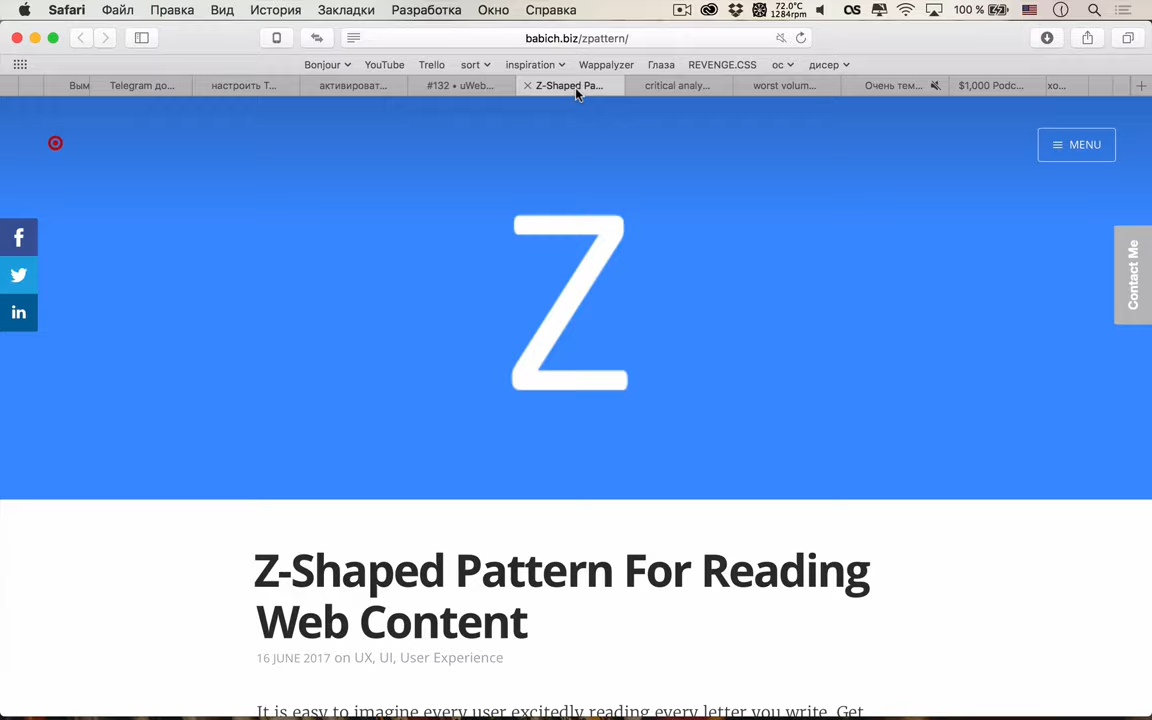 Safari Файл Правка Вид История Закладки Разработка Окно Справка 72.0°C 1284rpm 100 %
babich.biz/zpattern/
Bonjour YouTube Trello sort inspiration Wappalyzer Глаза REVENGE.CSS ос дисер
Вым Telegram до... настроить Т... активироват... #132 • uWeb... Z-Shaped Pa... critical analy... worst volum... Очень тем... $1,000 Podc... хо...
MENU
Z
Contact Me
Z-Shaped Pattern For Reading
Web Content
16 JUNE 2017 on UX, UI, User Experience
It is easy to imagine every user excitedly reading every letter you write. Get